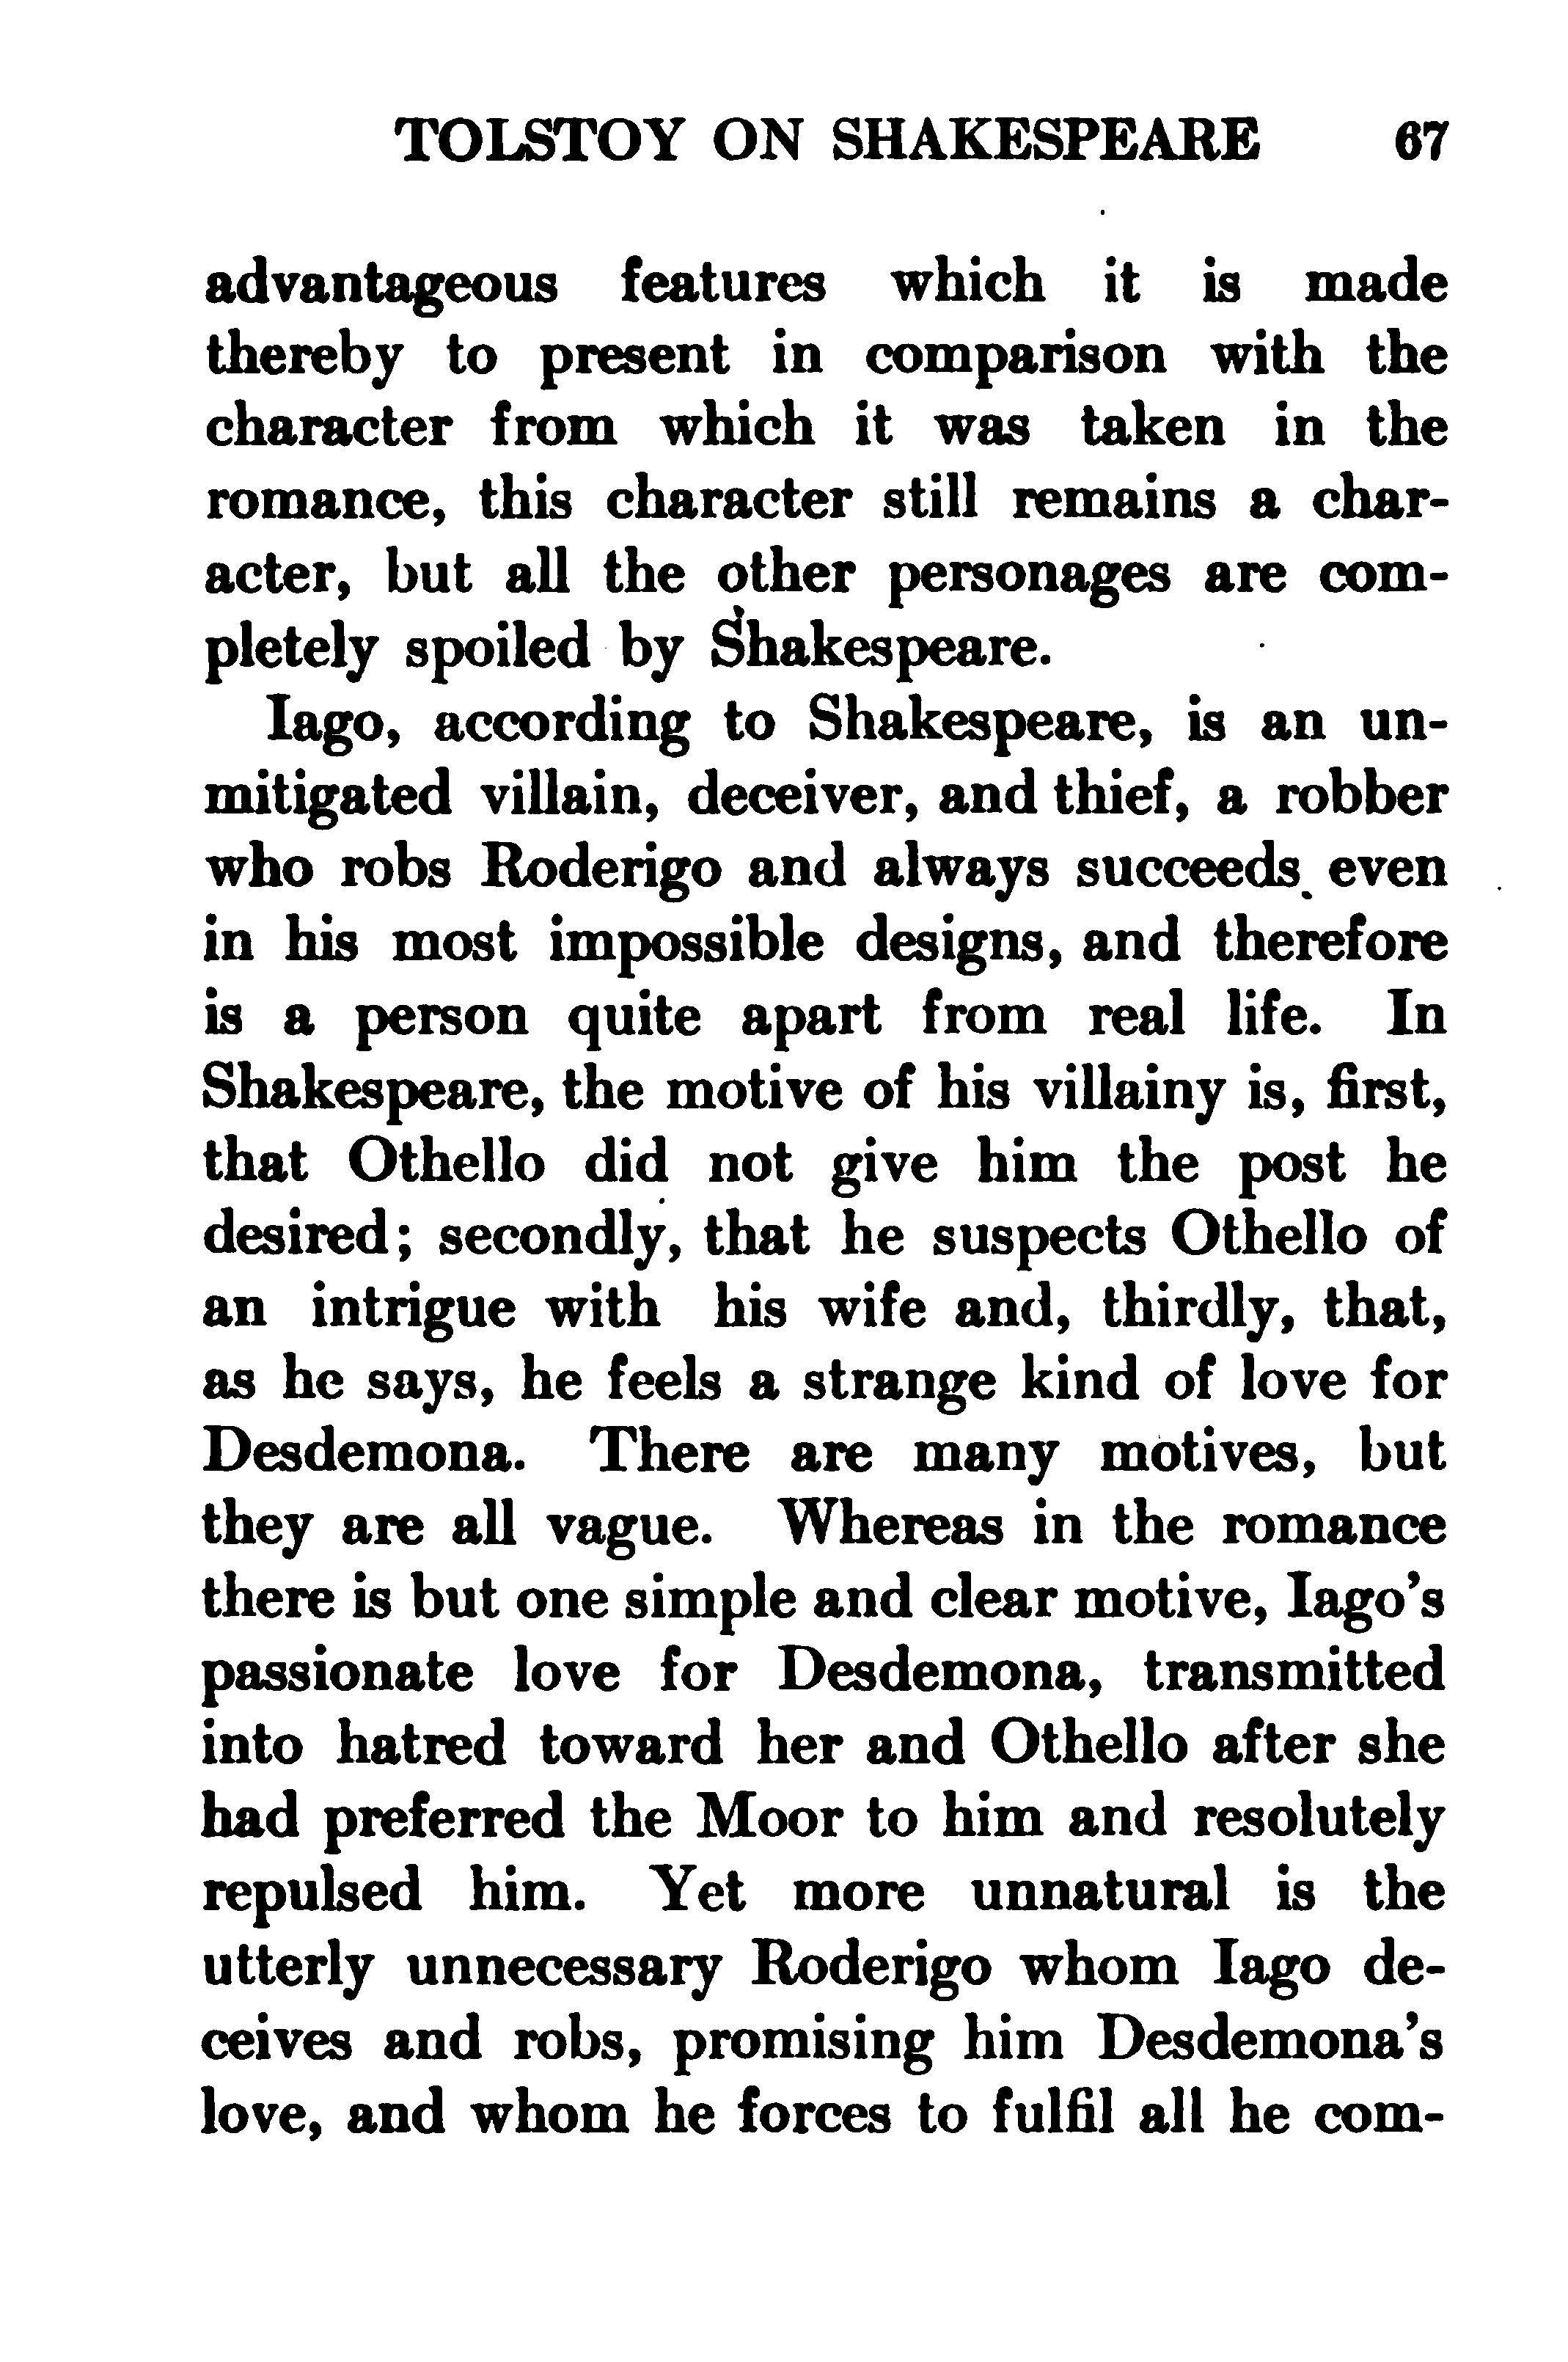 TOLSTOY ON SHAKESPEARE 67
advantageous features which it is made
thereby to present in comparison with the
character from which it was taken in the
romance, this character still remains a char-
acter, but all the other personages are com-
pletely spoiled by Shakespeare.
Iago, according to Shakespeare, is an un-
mitigated villain, deceiver, and thief, a robber
who robs Roderigo and always succeeds even
in his most impossible designs, and therefore
is a person quite apart from real life. In
Shakespeare, the motive of his villainy is, first,
that Othello did not give him the post he
desired; secondly, that he suspects Othello of
an intrigue with his wife and, thirdly, that,
as he says, he feels a strange kind of love for
Desdemona. There are many motives, but
they are all vague. Whereas in the romance
there is but one simple and clear motive, Iago's
passionate love for Desdemona, transmitted
into hatred toward her and Othello after she
had preferred the Moor to him and resolutely
repulsed him. Yet more unnatural is the
utterly unnecessary Roderigo whom Iago de-
ceives and robs, promising him Desdemona's
love, and whom he forces to fulfil all he com-